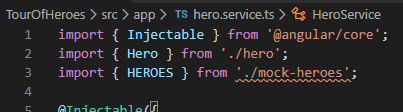 TourOfHeroes > src > app > TS hero.service.ts > HeroService
1 import { Injectable } from '@angular/core';
2 import { Hero } from './hero';
3 import { HEROES } from './mock-heroes';
4
@Injectable({